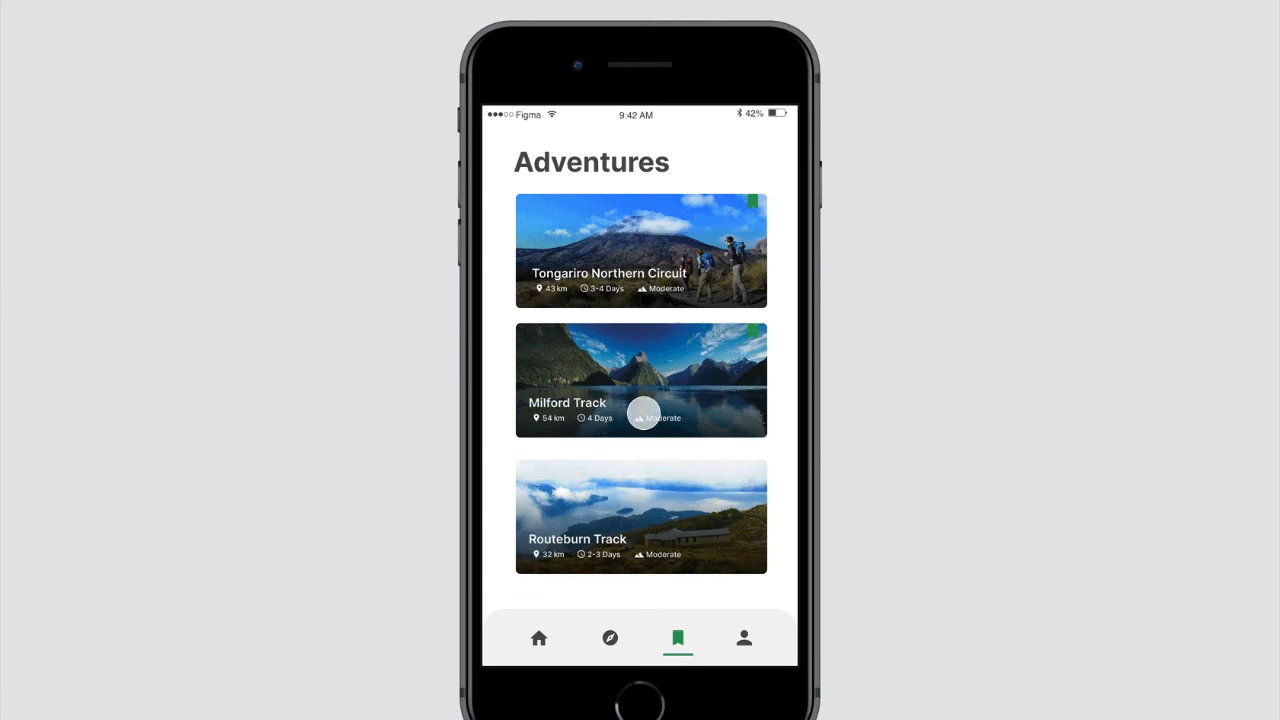 Figma 9:42 AM 42%
Adventures
Tongariro Northern Circuit
43 km 3-4 Days Moderate
Milford Track
54 km 4 Days Moderate
Routeburn Track
32 km 2-3 Days Moderate